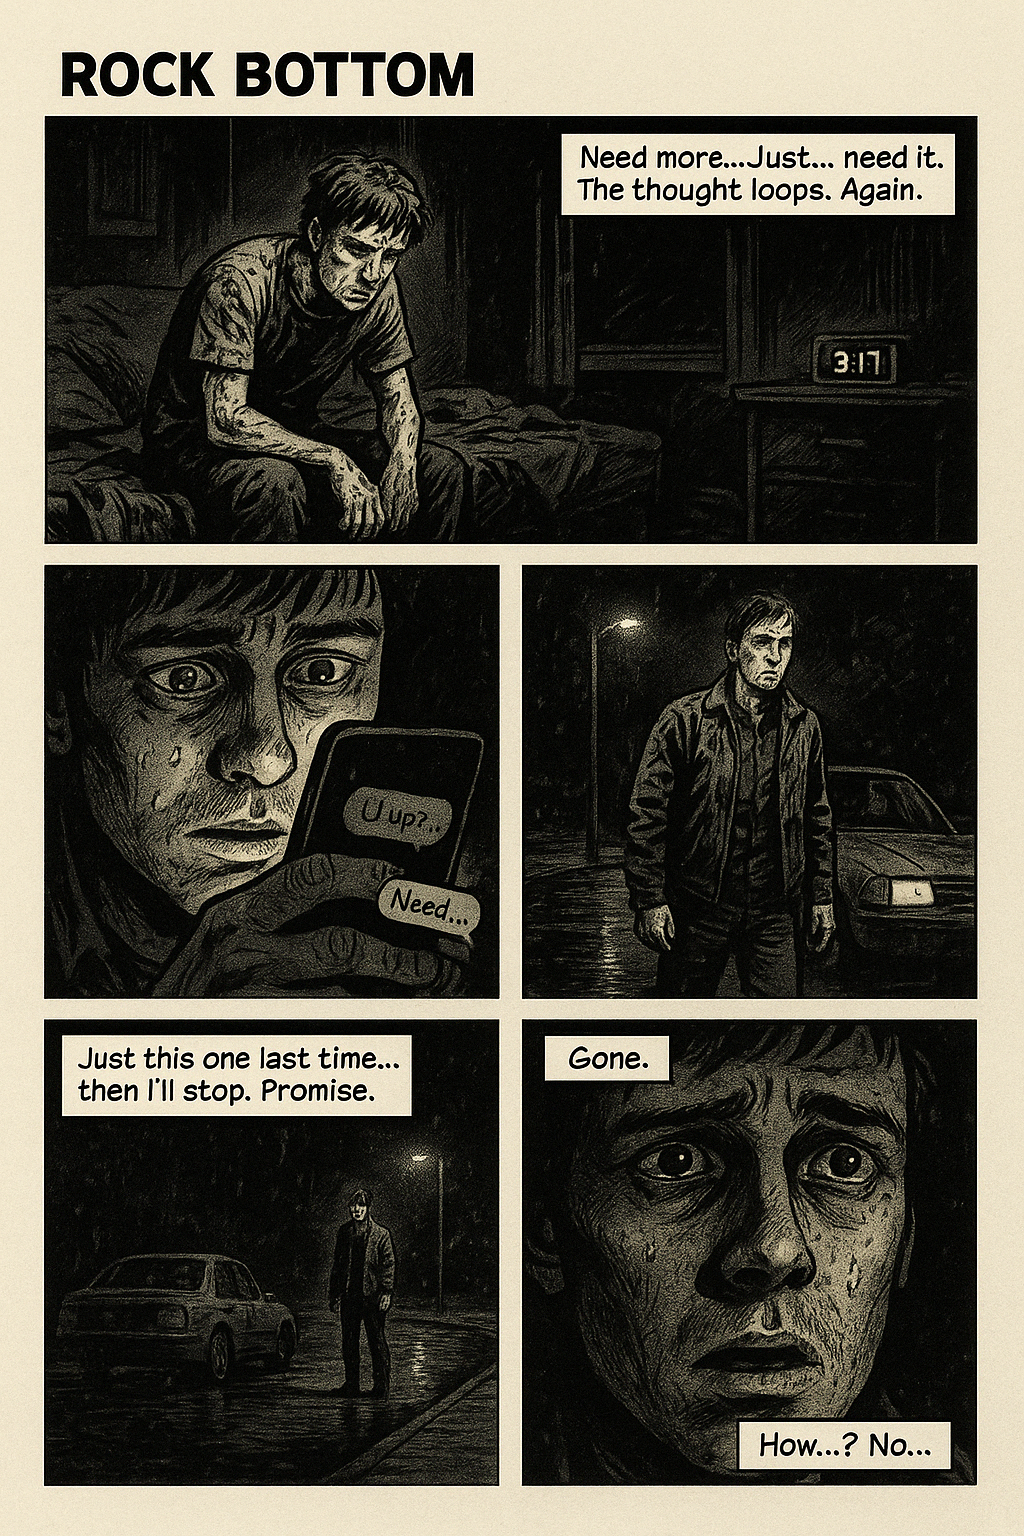 ROCK BOTTOM
Need more...Just... need it.
The thought loops. Again.
3:17
U up?..
Need...
Just this one last time...
then I'll stop. Promise.
Gone.
How...? No...